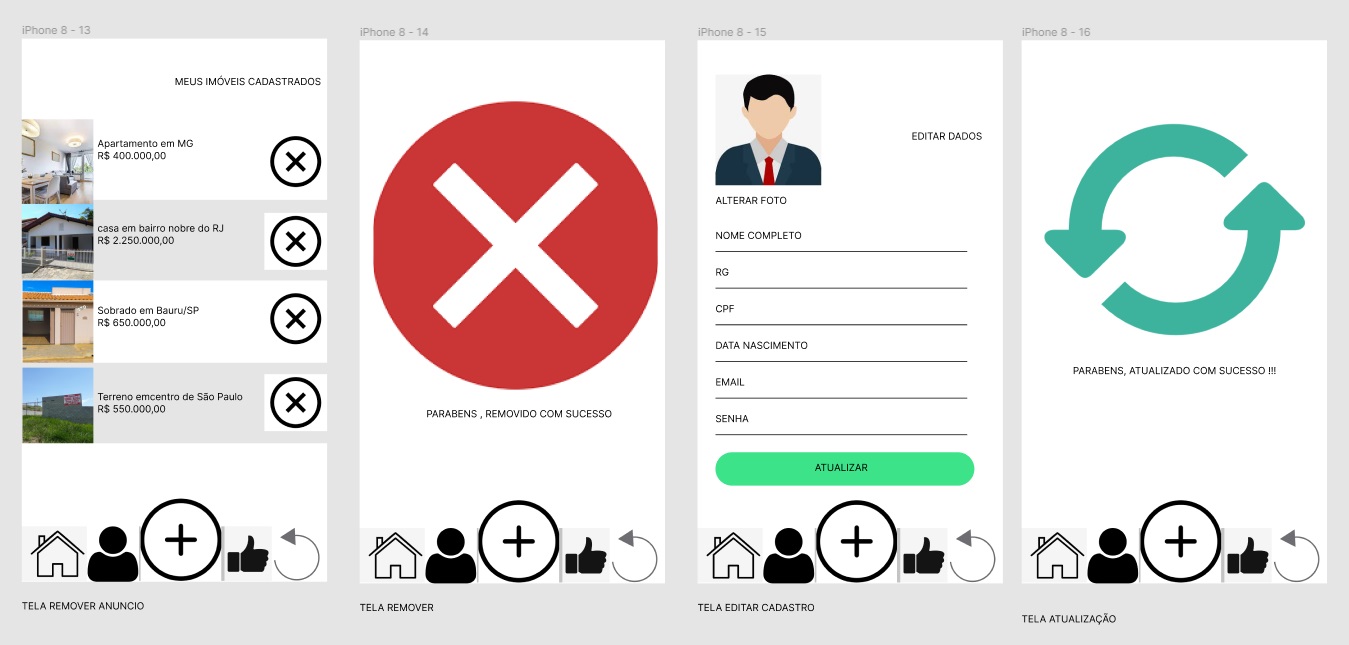 iPhone 8 - 13
MEUS IMÓVEIS CADASTRADOS
Apartamento em MG
R$ 400.000,00
casa em bairro nobre do RJ
R$ 2.250.000,00
Sobrado em Bauru/SP
R$ 650.000,00
Terreno emcentro de São Paulo
R$ 550.000,00
TELA REMOVER ANUNCIO
iPhone 8 - 14
PARABENS , REMOVIDO COM SUCESSO
TELA REMOVER
iPhone 8 - 15
EDITAR DADOS
ALTERAR FOTO
NOME COMPLETO
RG
CPF
DATA NASCIMENTO
EMAIL
SENHA
ATUALIZAR
TELA EDITAR CADASTRO
iPhone 8 - 16
PARABENS, ATUALIZADO COM SUCESSO !!!
TELA ATUALIZAÇÃO